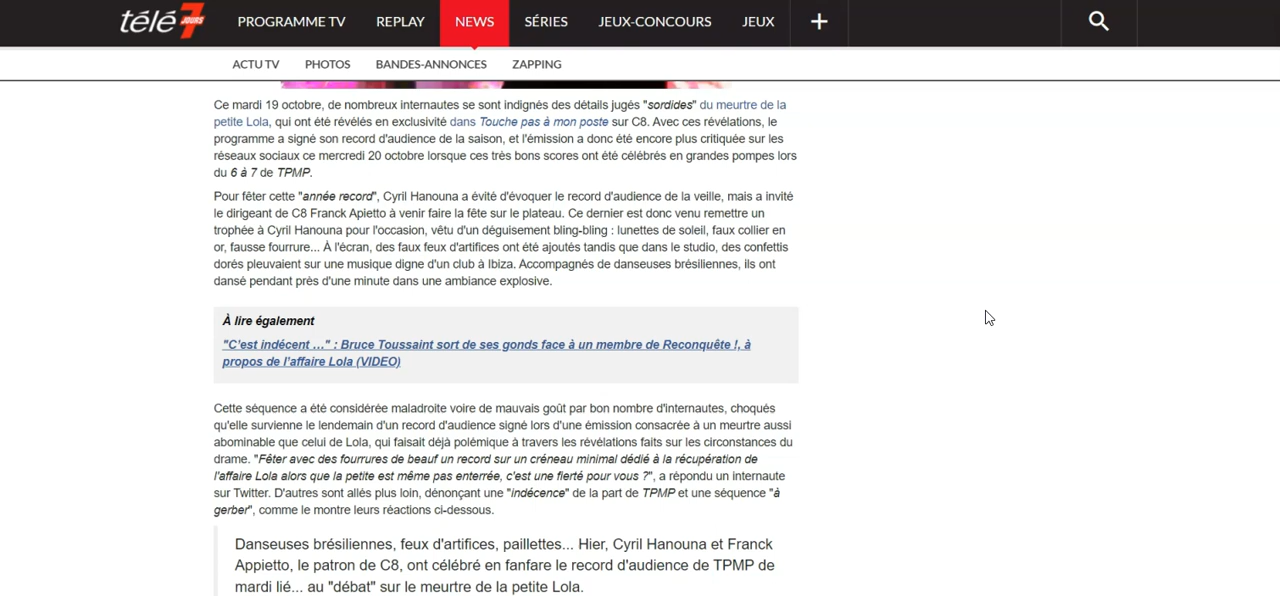 télé 7 JOURS PROGRAMME TV REPLAY NEWS SÉRIES JEUX-CONCOURS JEUX +
ACTU TV PHOTOS BANDES-ANNONCES ZAPPING
Ce mardi 19 octobre, de nombreux internautes se sont indignés des détails jugés "sordides" du meurtre de la
petite Lola, qui ont été révélés en exclusivité dans Touche pas à mon poste sur C8. Avec ces révélations, le
programme a signé son record d'audience de la saison, et l'émission a donc été encore plus critiquée sur les
réseaux sociaux ce mercredi 20 octobre lorsque ces très bons scores ont été célébrés en grandes pompes lors
du 6 à 7 de TPMP.
Pour fêter cette "année record", Cyril Hanouna a évité d'évoquer le record d'audience de la veille, mais a invité
le dirigeant de C8 Franck Apietto à venir faire la fête sur le plateau. Ce dernier est donc venu remettre un
trophée à Cyril Hanouna pour l'occasion, vêtu d'un déguisement bling-bling : lunettes de soleil, faux collier en
or, fausse fourrure... À l'écran, des faux feux d'artifices ont été ajoutés tandis que dans le studio, des confettis
dorés pleuvaient sur une musique digne d'un club à Ibiza. Accompagnés de danseuses brésiliennes, ils ont
dansé pendant près d'une minute dans une ambiance explosive.
À lire également
"C'est indécent …" : Bruce Toussaint sort de ses gonds face à un membre de Reconquête !, à
propos de l'affaire Lola (VIDEO)
Cette séquence a été considérée maladroite voire de mauvais goût par bon nombre d'internautes, choqués
qu'elle survienne le lendemain d'un record d'audience signé lors d'une émission consacrée à un meurtre aussi
abominable que celui de Lola, qui faisait déjà polémique à travers les révélations faits sur les circonstances du
drame. "Fêter avec des fourrures de beauf un record sur un créneau minimal dédié à la récupération de
l'affaire Lola alors que la petite est même pas enterrée, c'est une fierté pour vous ?", a répondu un internaute
sur Twitter. D'autres sont allés plus loin, dénonçant une "indécence" de la part de TPMP et une séquence "à
gerber", comme le montre leurs réactions ci-dessous.
Danseuses brésiliennes, feux d'artifices, paillettes... Hier, Cyril Hanouna et Franck
Appietto, le patron de C8, ont célébré en fanfare le record d'audience de TPMP de
mardi lié... au "débat" sur le meurtre de la petite Lola.